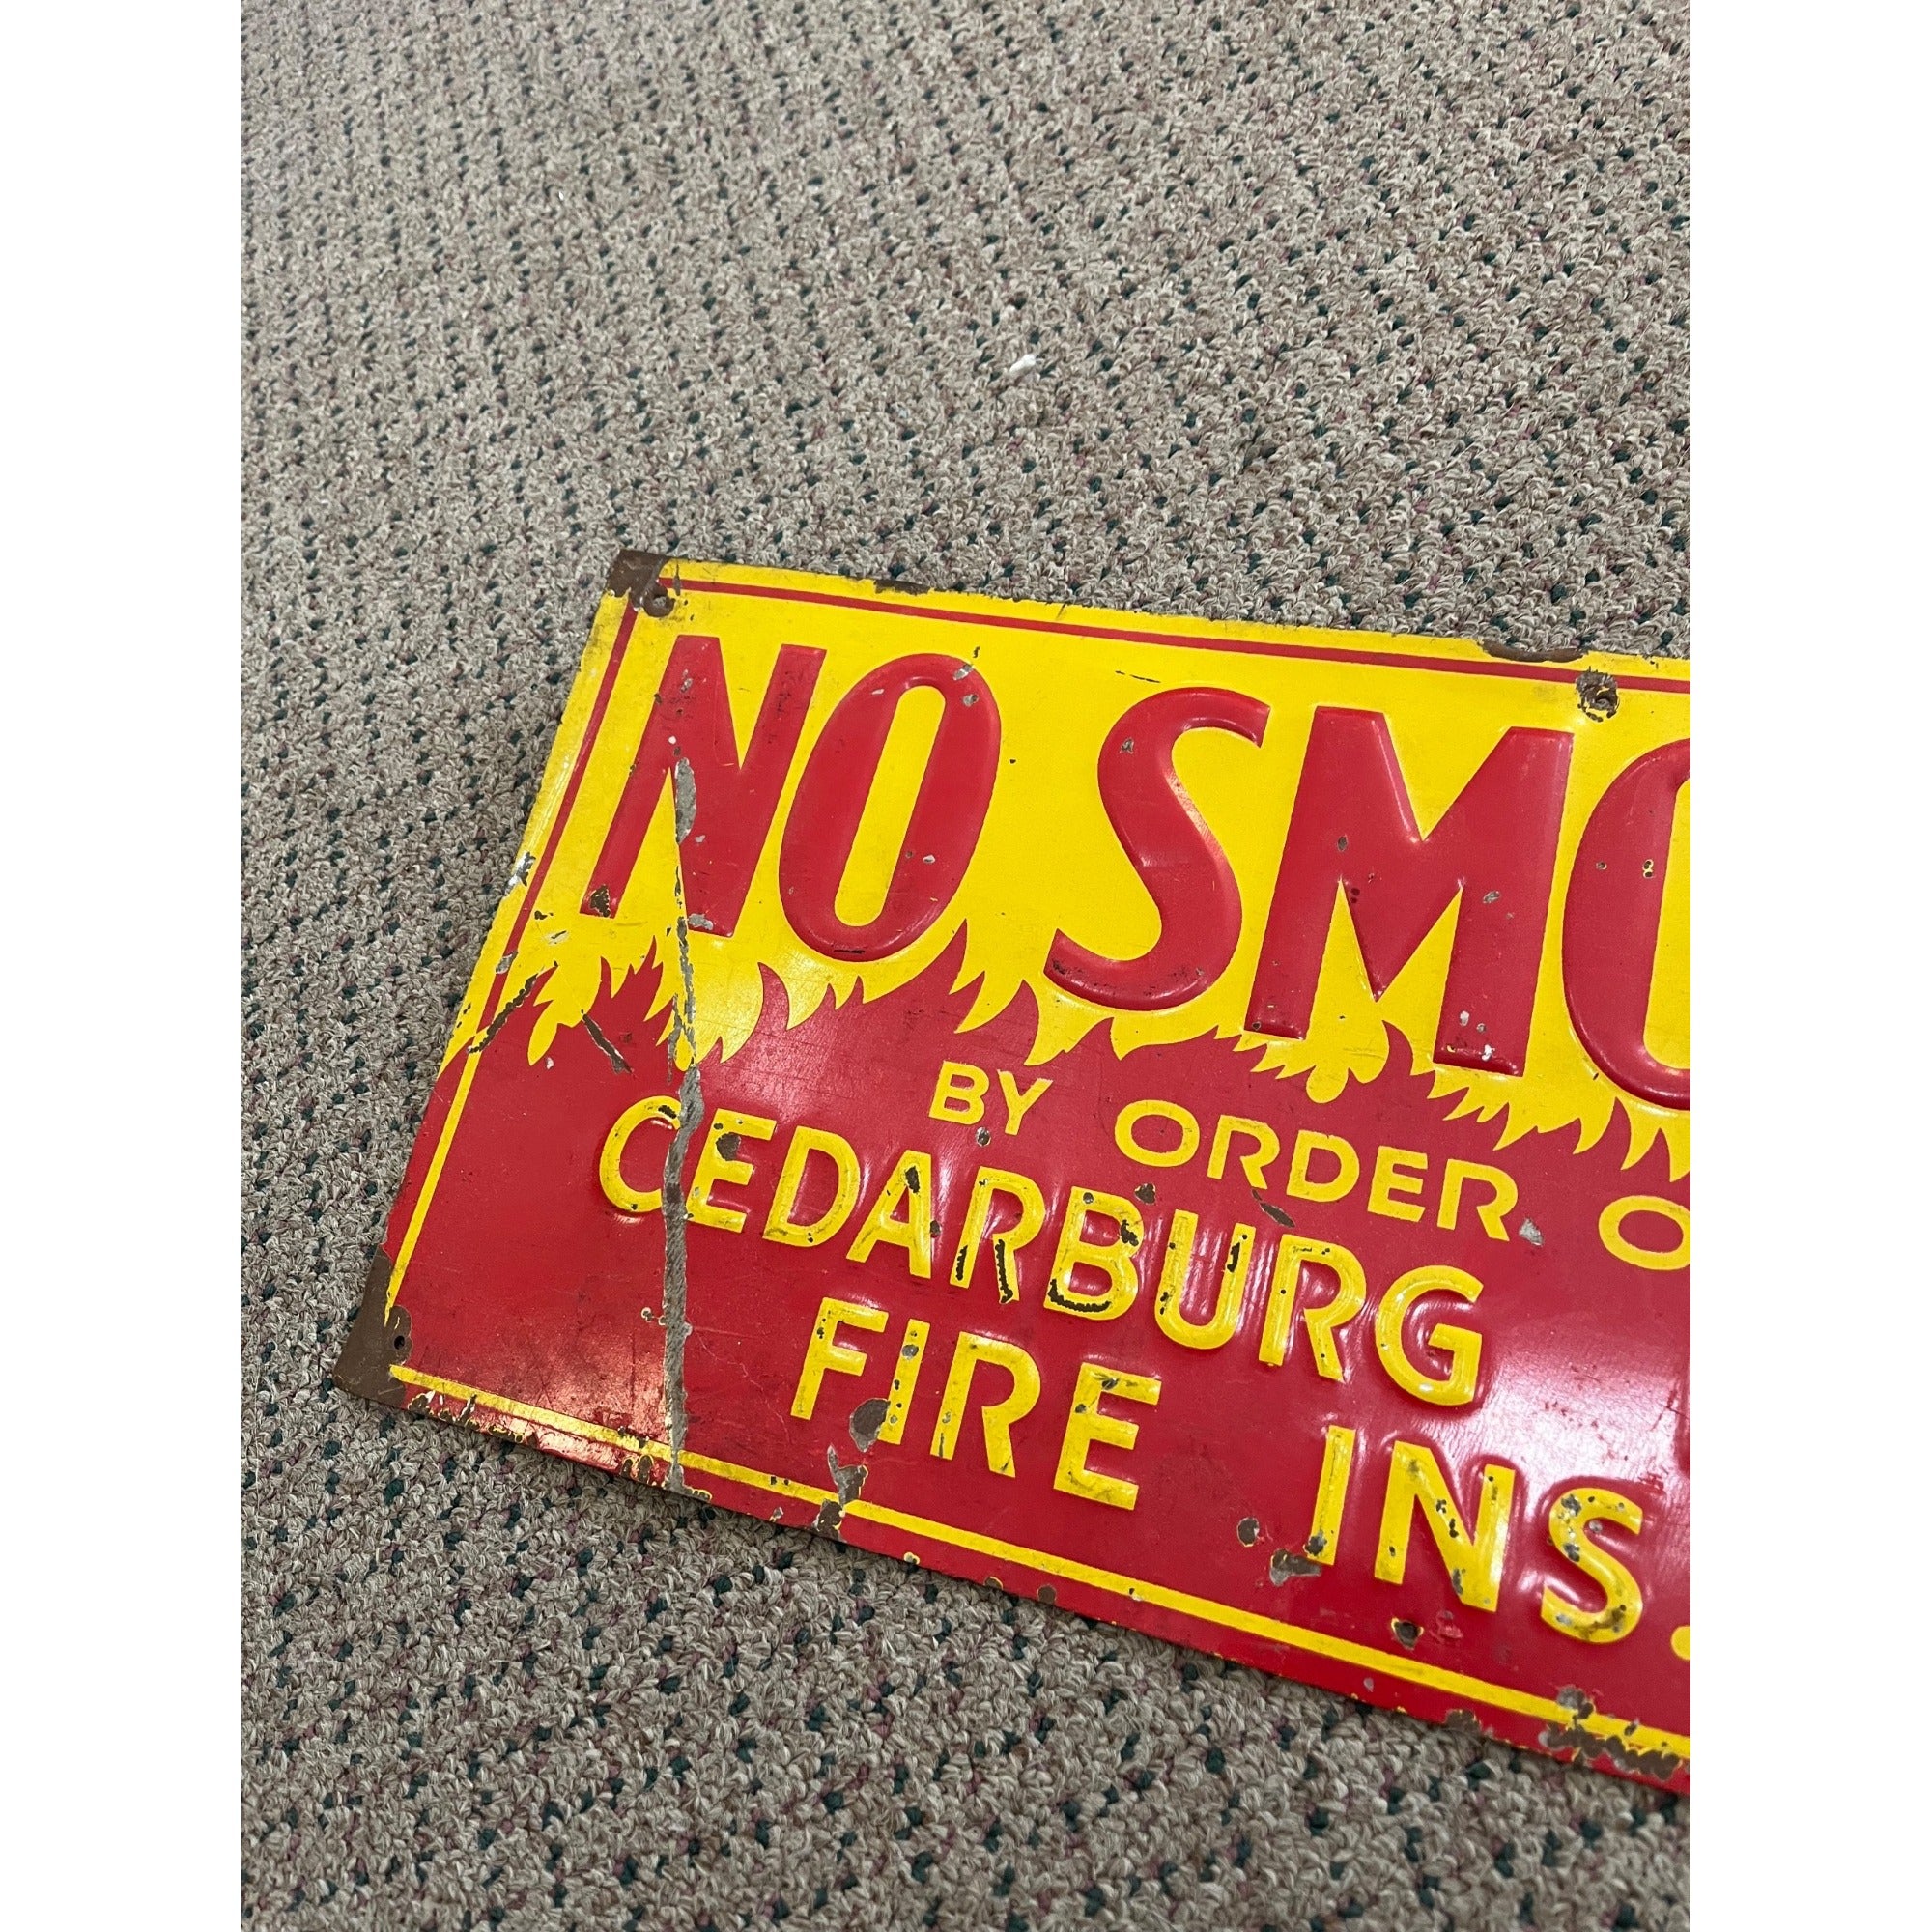 NO SMO
BY ORDER O
CEDARBURG
FIRE INS.